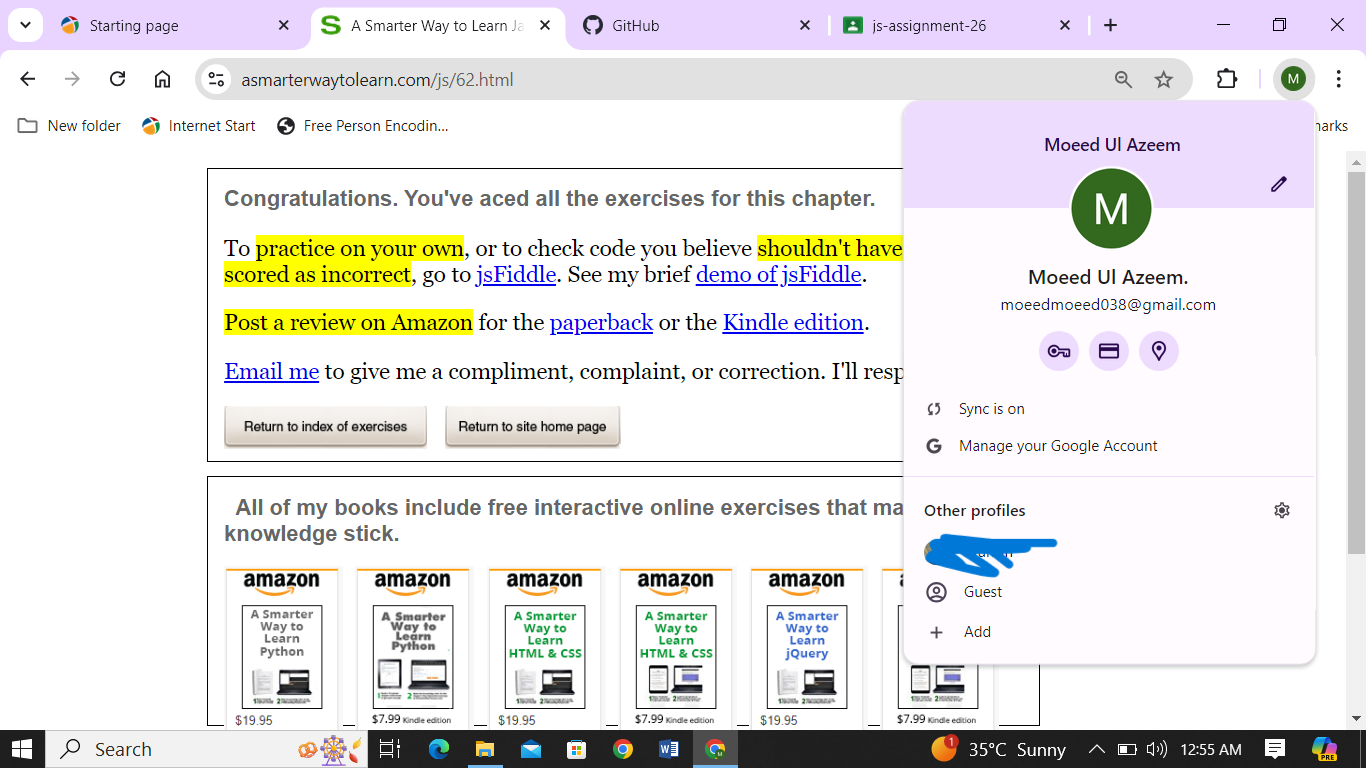 Starting page
A Smarter Way to Learn Ja
GitHub
js-assignment-26
asmarterwaytolearn.com/js/62.html
M
New folder
Internet Start
Free Person Encodin...
Moeed Ul Azeem
M
Moeed Ul Azeem.
moeedmoeed038@gmail.com
Sync is on
Manage your Google Account
Other profiles
Guest
Add
Congratulations. You've aced all the exercises for this chapter.
To practice on your own, or to check code you believe shouldn't have
scored as incorrect, go to jsFiddle. See my brief demo of jsFiddle.
Post a review on Amazon for the paperback or the Kindle edition.
Email me to give me a compliment, complaint, or correction. I'll resp
Return to index of exercises
Return to site home page
All of my books include free interactive online exercises that ma
knowledge stick.
amazon
A Smarter
Way to
Learn
Python
$19.95
amazon
A Smarter
Way to
Learn
Python
$7.99 Kindle edition
amazon
A Smarter
Way to
Learn
HTML & CSS
$19.95
amazon
A Smarter
Way to
Learn
HTML & CSS
$7.99 Kindle edition
amazon
A Smarter
Way to
Learn
jQuery
$19.95
$7.99 Kindle edition
Search
1
35°C Sunny
12:55 AM
PRE